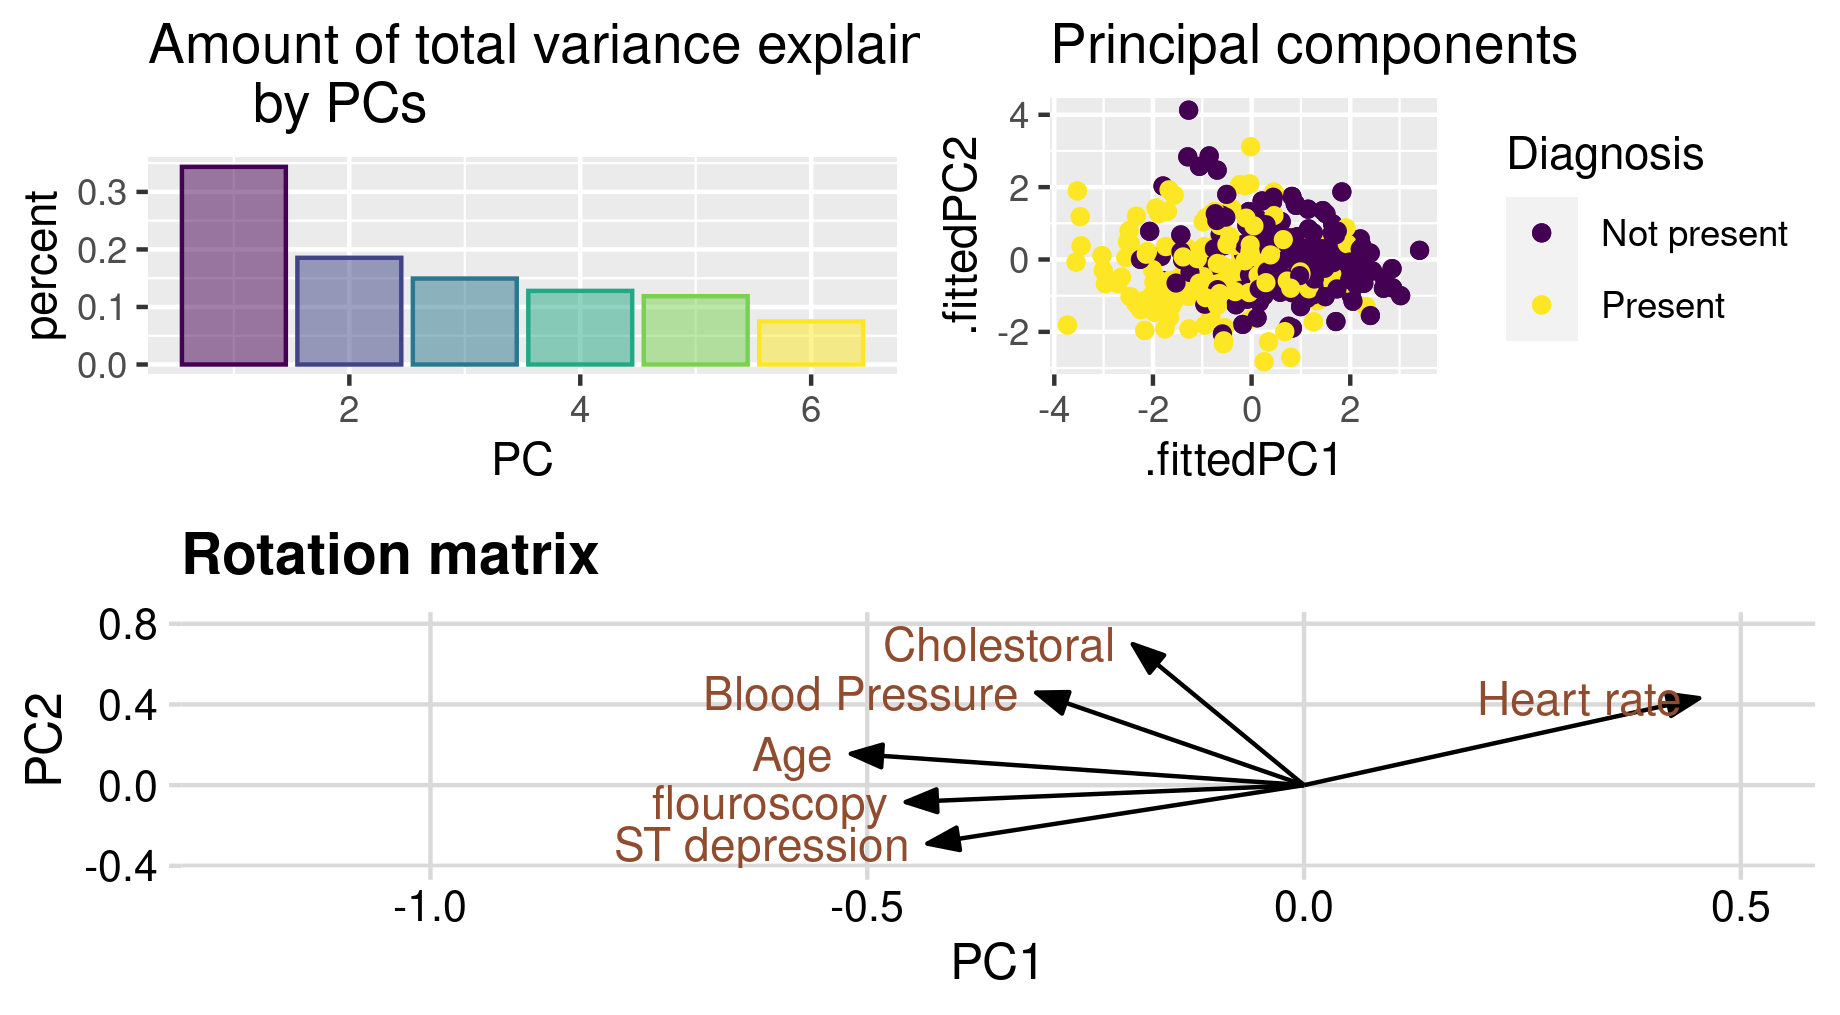 Amount of total variance explain
by PCs
percent
0.3
0.2
0.1
0.0
2 4 6
PC
Principal components
.fittedPC2
4
2
0
-2
-4 -2 0 2
.fittedPC1
Diagnosis
Not present
Present
Rotation matrix
PC2
0.8
0.4
0.0
-0.4
Cholestoral
Blood Pressure
Heart rate
Age
flouroscopy
ST depression
-1.0 -0.5 0.0 0.5
PC1